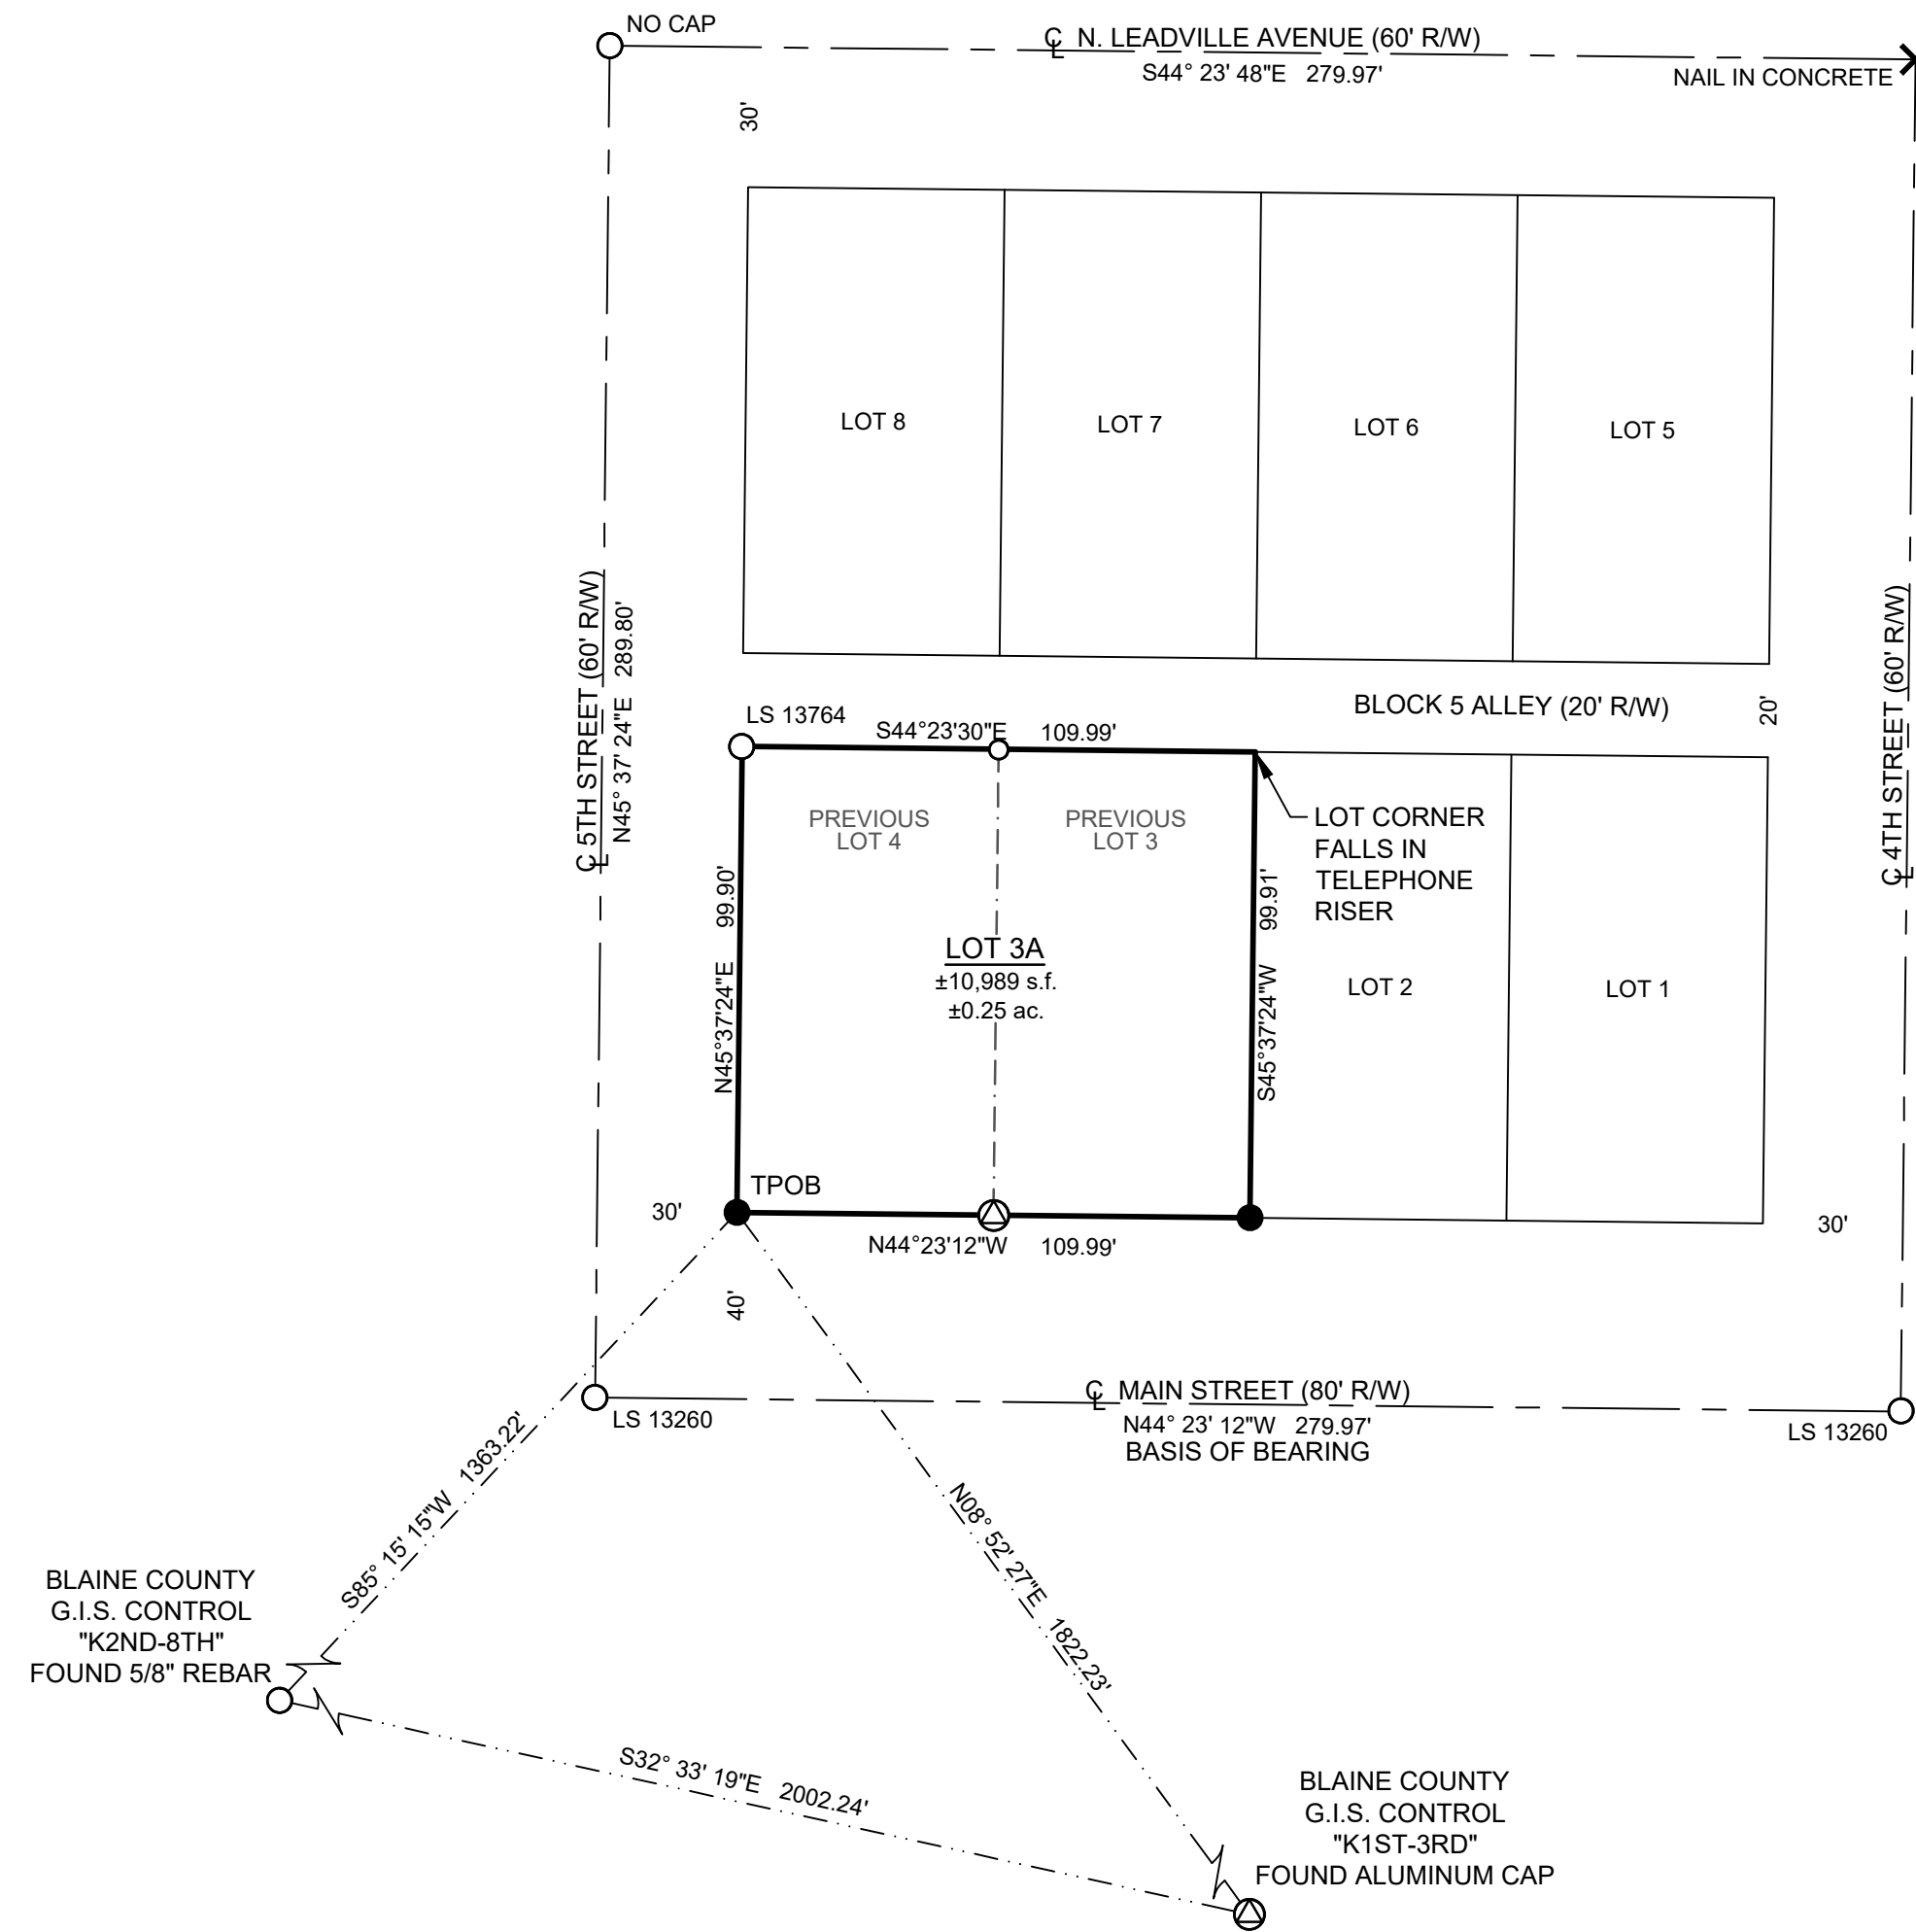 NO CAP
℄ N. LEADVILLE AVENUE (60' R/W)
S44° 23' 48"E 279.97'
NAIL IN CONCRETE
30'
LOT 8
LOT 7
LOT 6
LOT 5
℄ 5TH STREET (60' R/W)
N45° 37' 24"E 289.80'
℄ 4TH STREET (60' R/W)
BLOCK 5 ALLEY (20' R/W)
20'
LS 13764
S44°23'30"E 109.99'
PREVIOUS
LOT 4
PREVIOUS
LOT 3
LOT CORNER
FALLS IN
TELEPHONE
RISER
N45°37'24"E 99.90'
LOT 3A
±10,989 s.f.
±0.25 ac.
S45°37'24"W 99.91'
LOT 2
LOT 1
TPOB
30'
N44°23'12"W 109.99'
30'
40'
℄ MAIN STREET (80' R/W)
N44° 23' 12"W 279.97'
BASIS OF BEARING
LS 13260
LS 13260
S85° 15' 15"W 1363.22'
N08° 52' 27"E 1822.23'
BLAINE COUNTY
G.I.S. CONTROL
"K2ND-8TH"
FOUND 5/8" REBAR
S32° 33' 19"E 2002.24'
BLAINE COUNTY
G.I.S. CONTROL
"K1ST-3RD"
FOUND ALUMINUM CAP